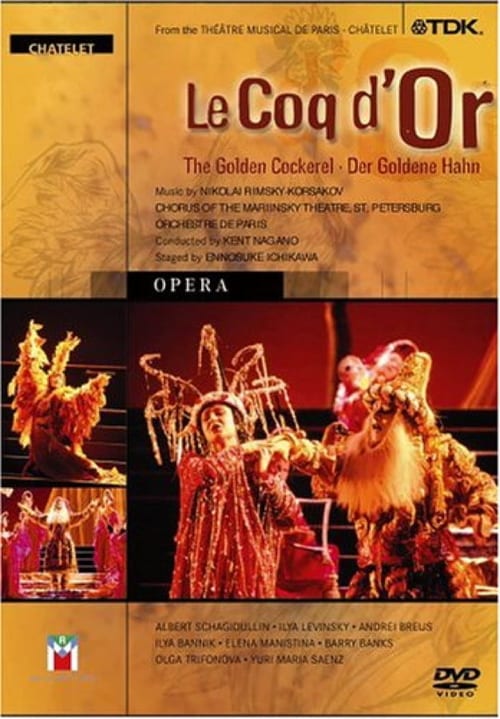 From the THÉÂTRE MUSICAL DE PARIS - CHÂTELET
TDK
CHATELET
Le Coq d'Or
The Golden Cockerel · Der Goldene Hahn
Music by NIKOLAI RIMSKY-KORSAKOV
CHORUS OF THE MARIINSKY THEATRE, ST. PETERSBURG
ORCHESTRE DE PARIS
Conducted by KENT NAGANO
Staged by ENNOSUKE ICHIKAWA
OPERA
ALBERT SCHAGIDULLIN • ILYA LEVINSKY • ANDREI BREUS
ILYA BANNIK • ELENA MANISTINA • BARRY BANKS
OLGA TRIFONOVA • YURI MARIA SAENZ
R
M
DVD
VIDEO